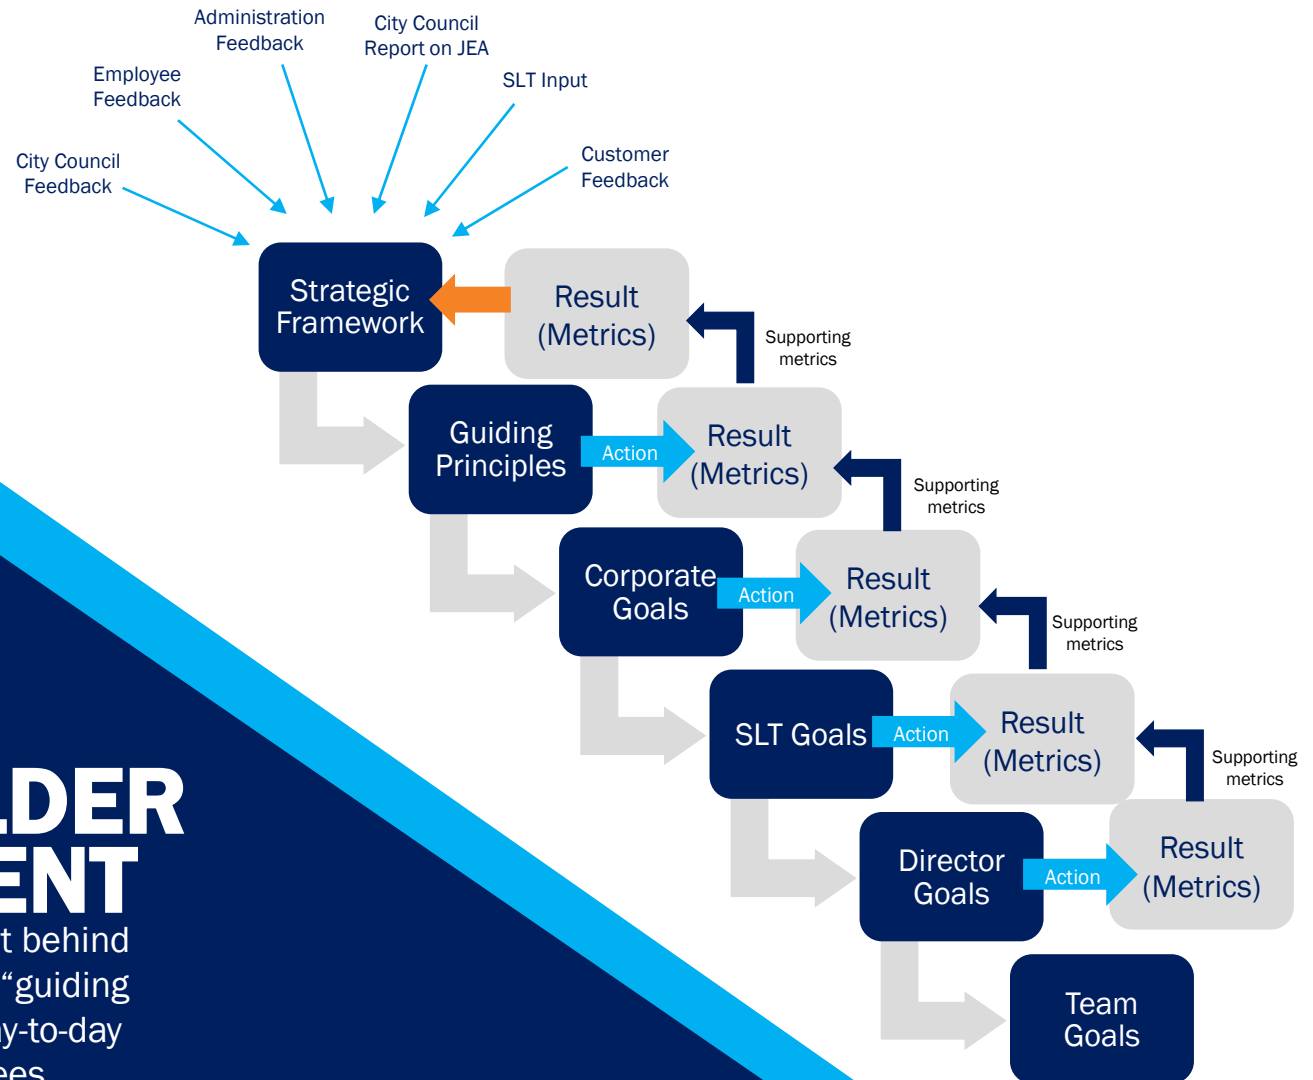 Administration
Feedback
City Council
Report on JEA
Employee
Feedback
SLT Input
City Council
Feedback
Customer
Feedback
Strategic
Framework
Result
(Metrics)
Supporting
metrics
Guiding
Principles
Action
Result
(Metrics)
Supporting
metrics
Corporate
Goals
Action
Result
(Metrics)
Supporting
metrics
SLT Goals
Action
Result
(Metrics)
Supporting
metrics
Director
Goals
Action
Result
(Metrics)
Team
Goals
LDER
ENT
t behind
“guiding
y-to-day
ees